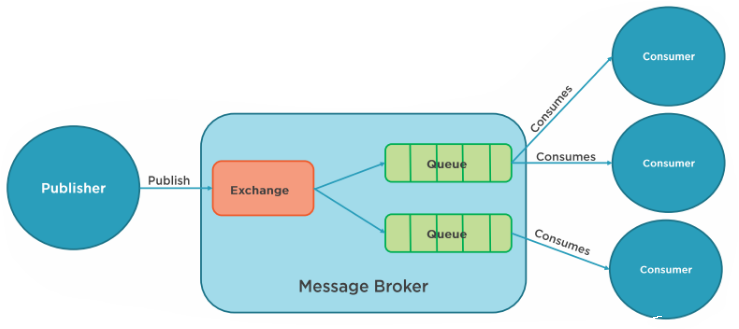 Publisher
Publish
Exchange
Queue
Queue
Message Broker
Consumes
Consumes
Consumes
Consumer
Consumer
Consumer